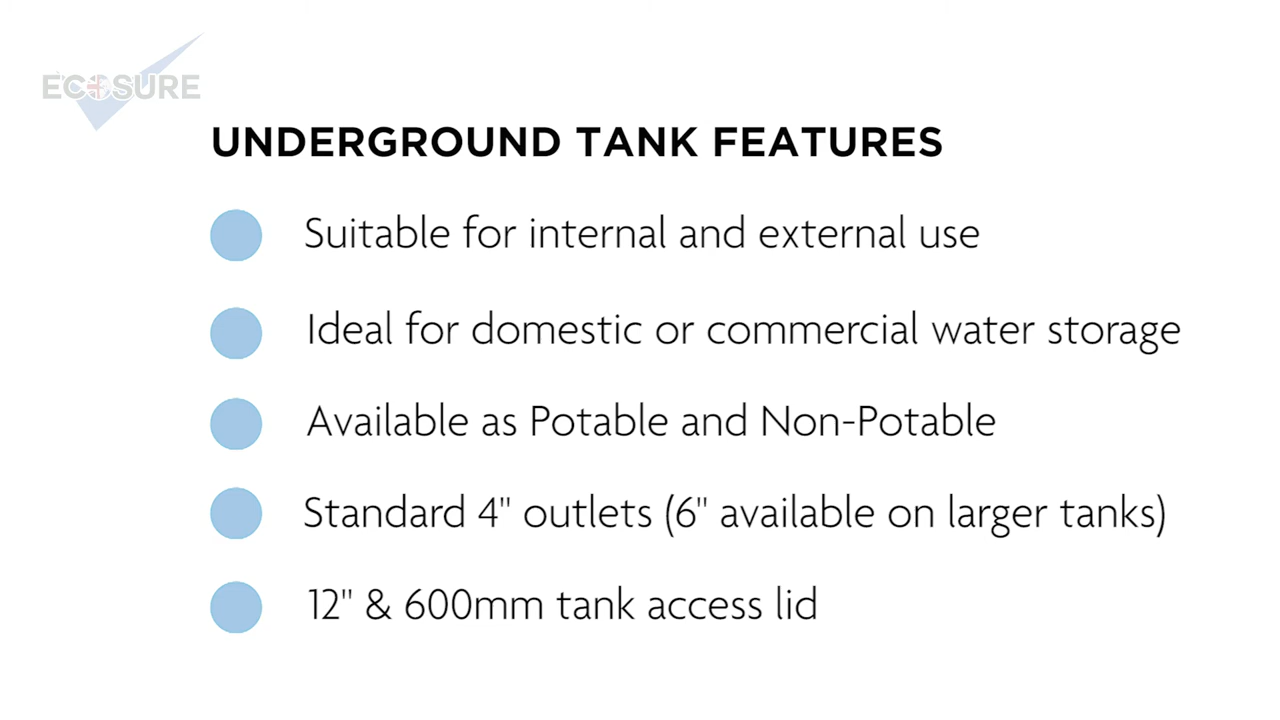 ECOSURE
UNDERGROUND TANK FEATURES
Suitable for internal and external use
Ideal for domestic or commercial water storage
Available as Potable and Non-Potable
Standard 4" outlets (6" available on larger tanks)
12" & 600mm tank access lid